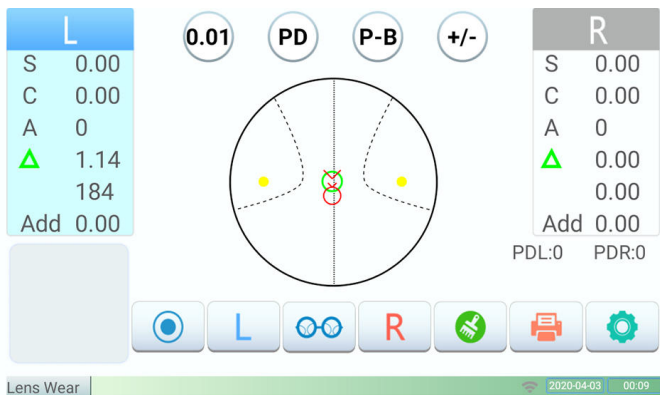 L
S 0.00
C 0.00
A 0
1.14
184
Add 0.00
0.01 PD P-B +/-
R
S 0.00
C 0.00
A 0
0.00
0.00
Add 0.00
PDL:0 PDR:0
L R
Lens Wear 2020-04-03 00:09